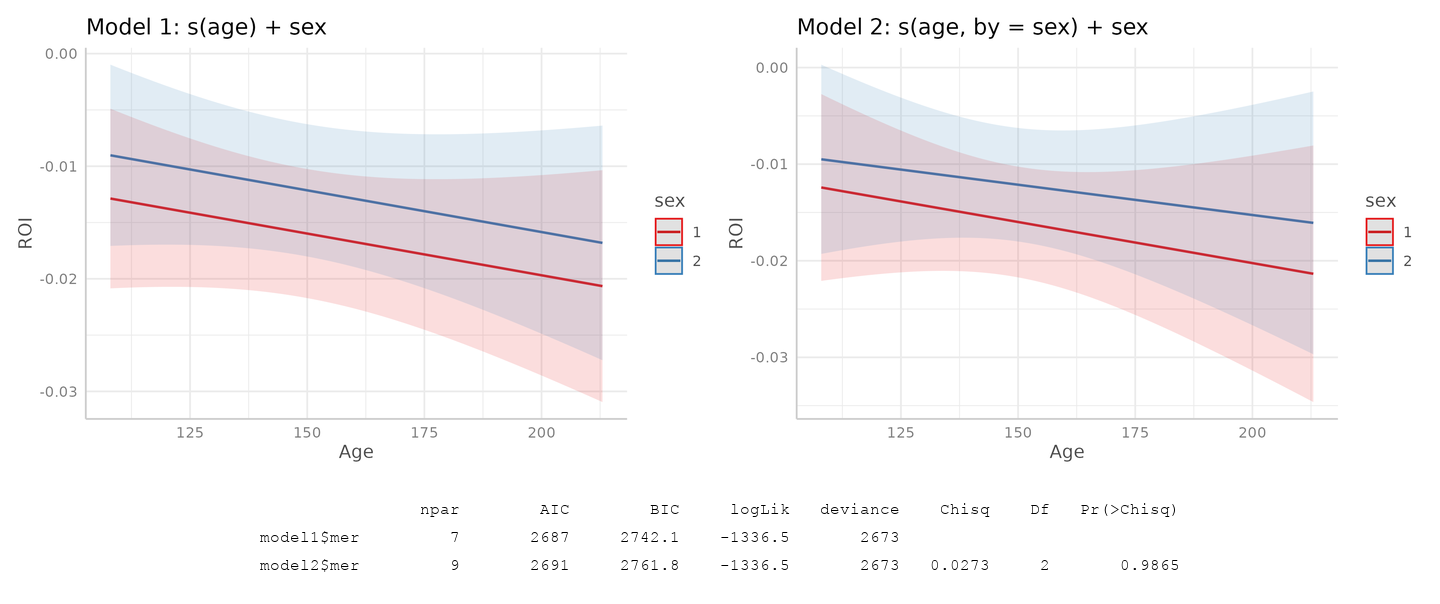 Model 1: s(age) + sex
0.00
-0.01
-0.02
-0.03
ROI
125 150 175 200
Age
sex
1
2
Model 2: s(age, by = sex) + sex
0.00
-0.01
-0.02
-0.03
ROI
125 150 175 200
Age
sex
1
2
npar AIC BIC logLik deviance Chisq Df Pr(>Chisq)
model1$mer 7 2687 2742.1 -1336.5 2673
model2$mer 9 2691 2761.8 -1336.5 2673 0.0273 2 0.9865